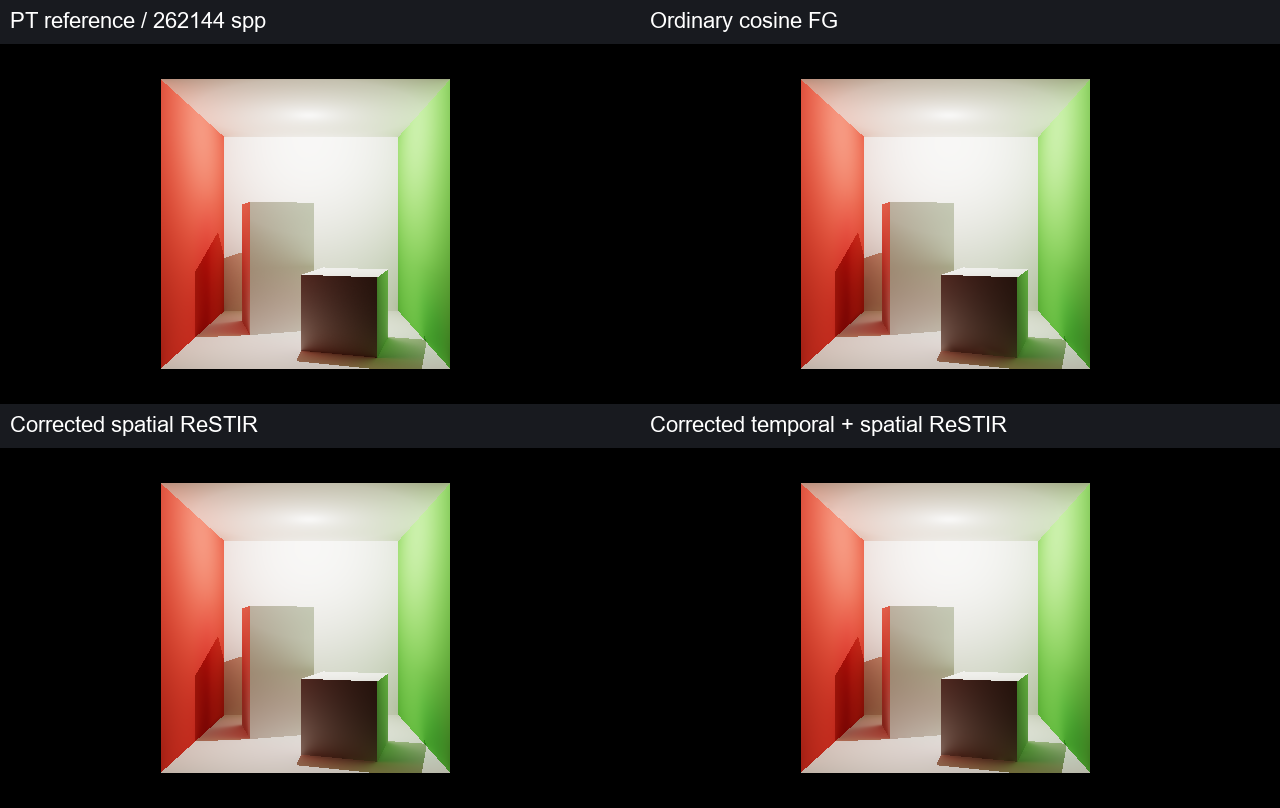 PT reference / 262144 spp
Ordinary cosine FG
Corrected spatial ReSTIR
Corrected temporal + spatial ReSTIR